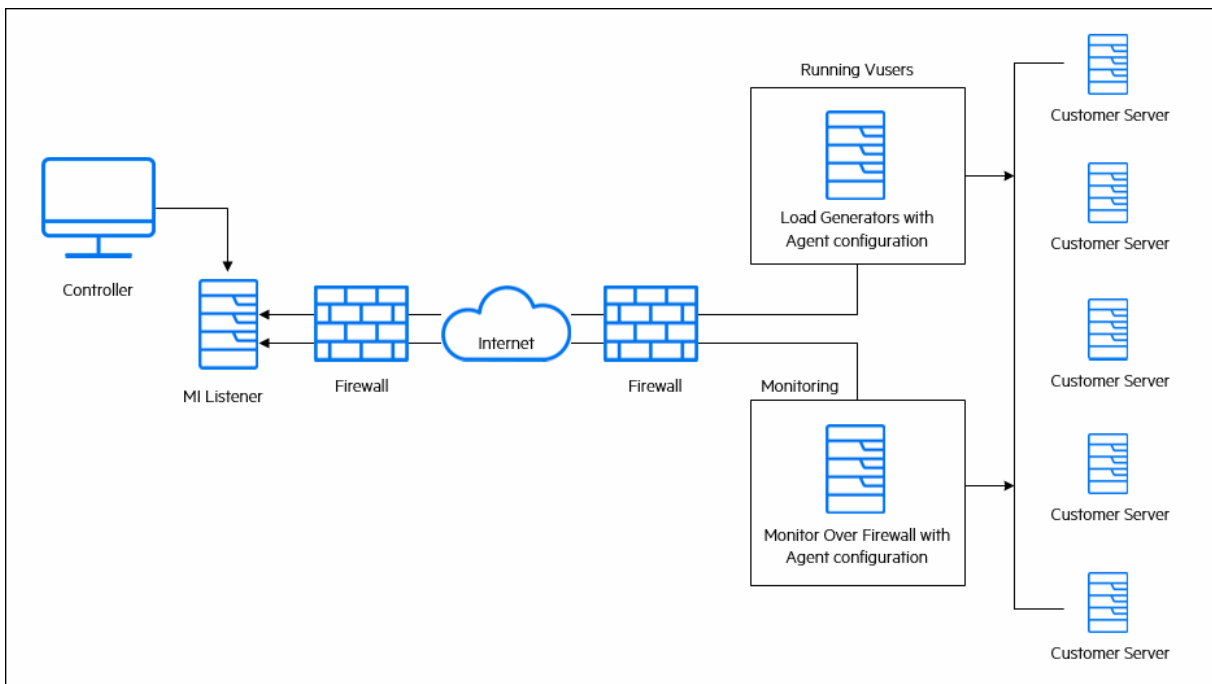 Running Vusers
Customer Server
Load Generators with
Agent configuration
Customer Server
Controller
MI Listener
Firewall
Internet
Firewall
Monitoring
Customer Server
Monitor Over Firewall with
Agent configuration
Customer Server
Customer Server